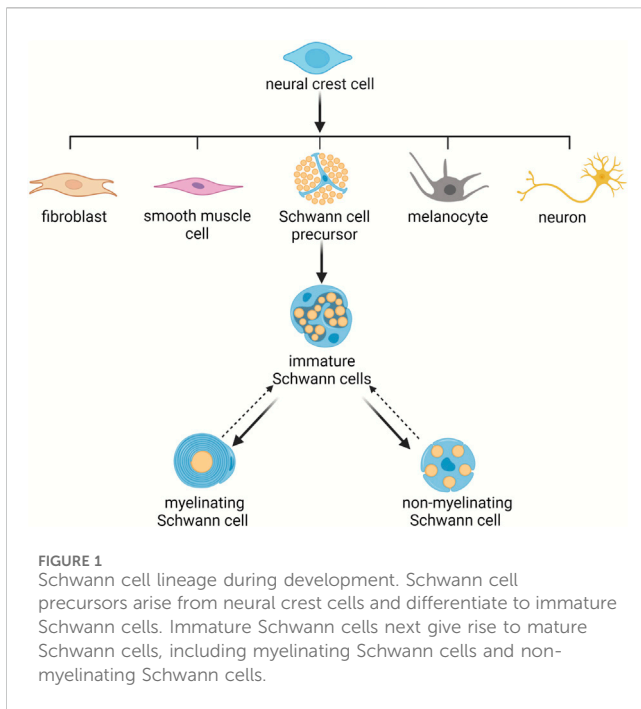 neural crest cell
fibroblast
smooth muscle
cell
Schwann cell
precursor
melanocyte
neuron
immature
Schwann cells
myelinating
Schwann cell
non-myelinating
Schwann cell
FIGURE 1
Schwann cell lineage during development. Schwann cell
precursors arise from neural crest cells and differentiate to immature
Schwann cells. Immature Schwann cells next give rise to mature
Schwann cells, including myelinating Schwann cells and non-
myelinating Schwann cells.